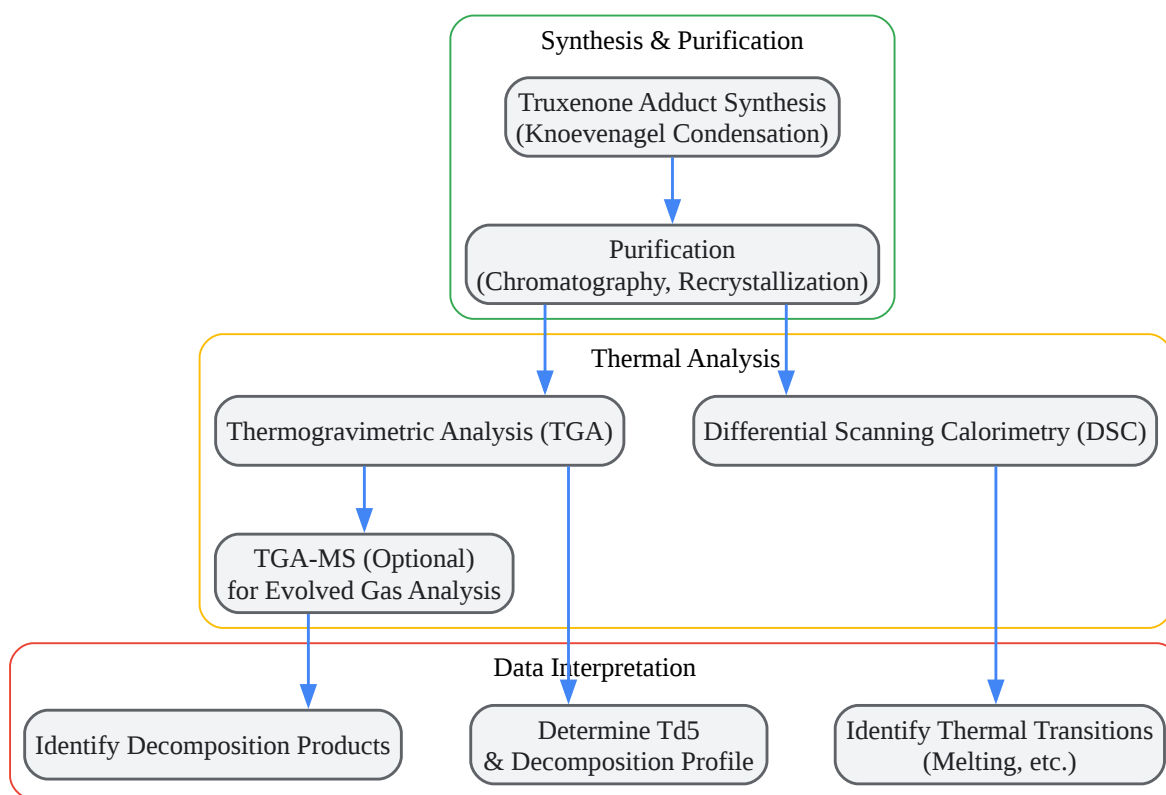 Synthesis & Purification
Truxenone Adduct Synthesis
(Knoevenagel Condensation)
Purification
(Chromatography, Recrystallization)
Thermal Analysis
Thermogravimetric Analysis (TGA)
Differential Scanning Calorimetry (DSC)
TGA-MS (Optional)
for Evolved Gas Analysis
Data Interpretation
Identify Decomposition Products
Determine Td5
& Decomposition Profile
Identify Thermal Transitions
(Melting, etc.)